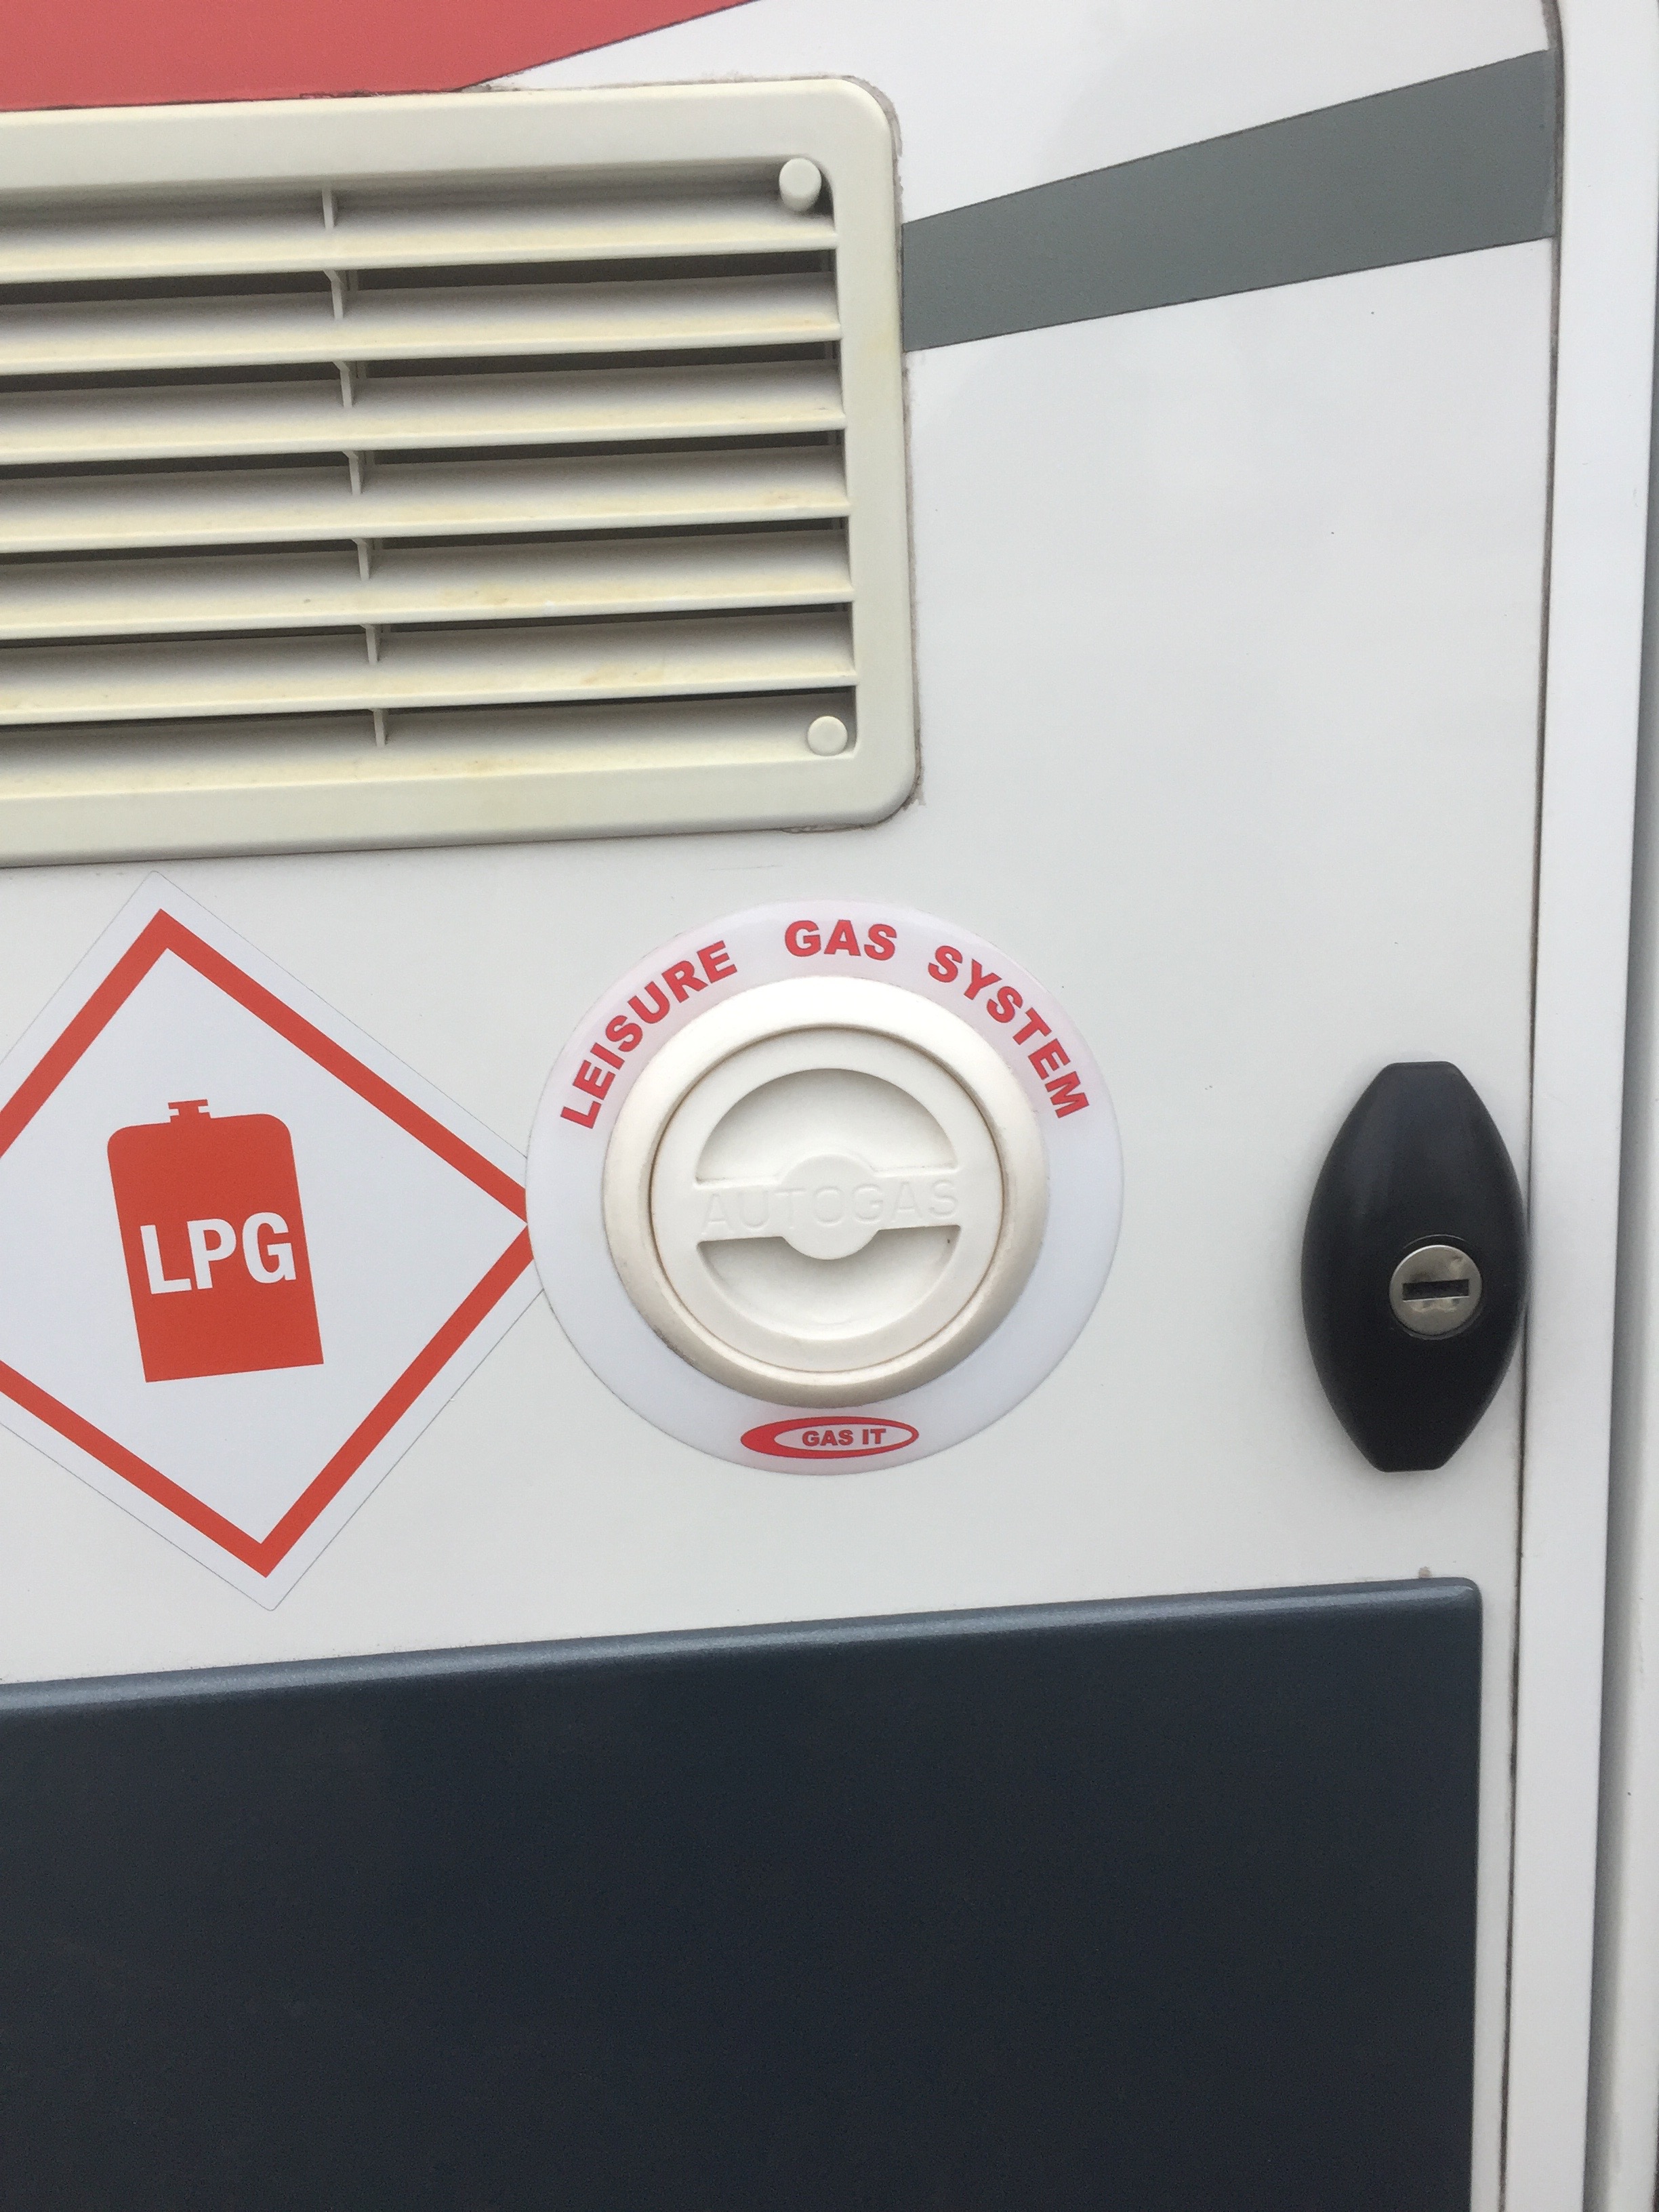 LEISURE GAS SYSTEM
AUTOGAS
LPG
GAS IT